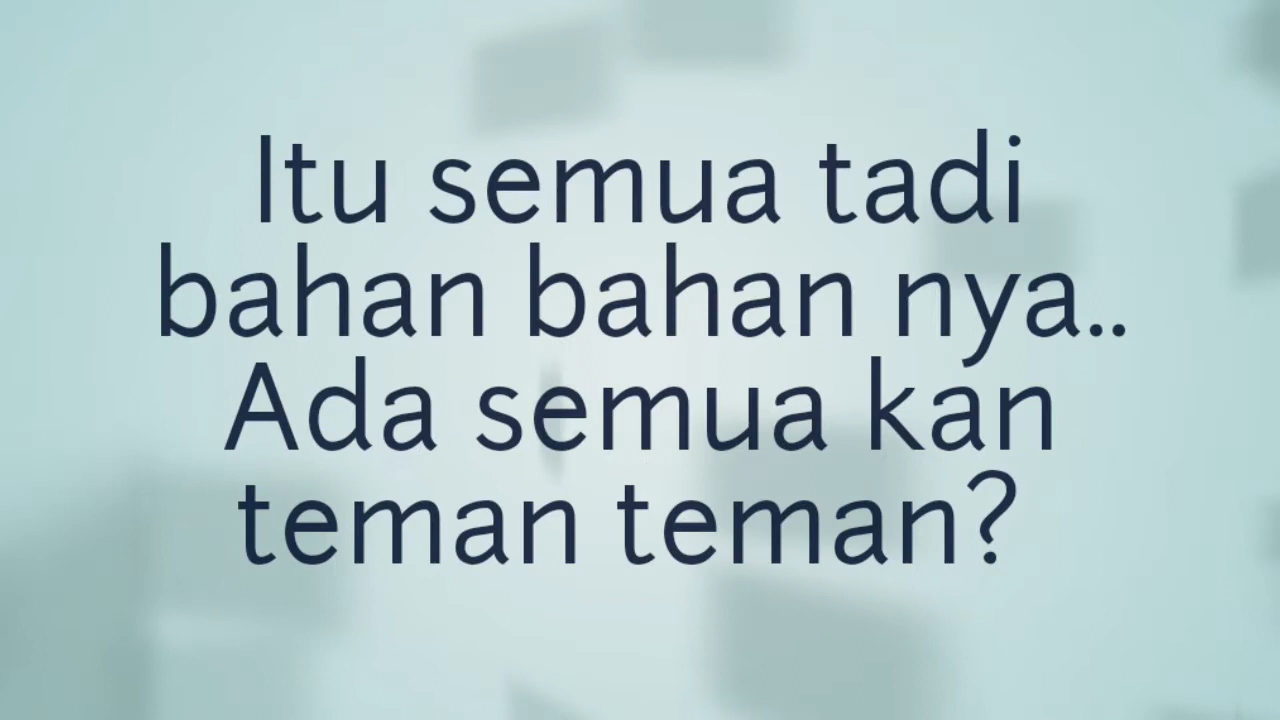 Itu semua tadi
bahan bahan nya..
Ada semua kan
teman teman?